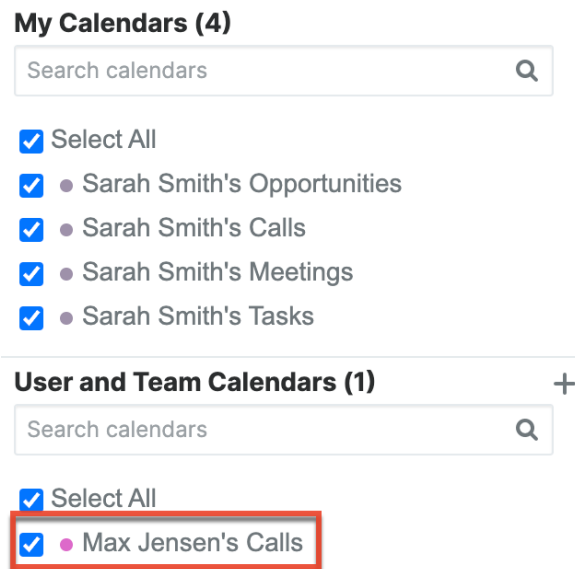 My Calendars (4)
Search calendars
Select All
Sarah Smith's Opportunities
Sarah Smith's Calls
Sarah Smith's Meetings
Sarah Smith's Tasks
User and Team Calendars (1)
Search calendars
Select All
Max Jensen's Calls